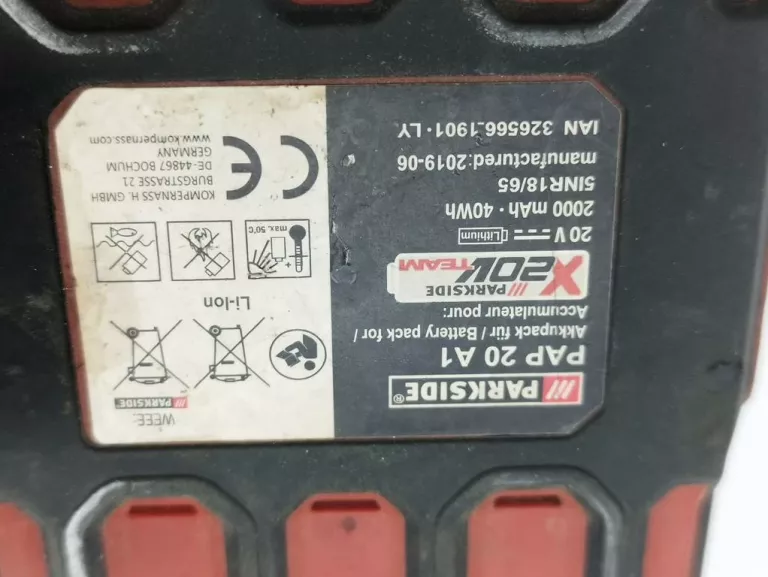 PARKSIDE®
PAP 20 A1
Akkupack für / Battery pack for /
Accumulateur pour:
PARKSIDE
X20V TEAM
20 V Lithium
2000 mAh · 40Wh
5INR18/65
manufactured:2019-06
IAN 326566_1901 · LY
WEEE:
PARKSIDE
Li-Ion
max. 50°C
KOMPERNASS H. GMBH
BURGSTRASSE 21
DE-44867 BOCHUM
GERMANY
www.kompernass.com
CE